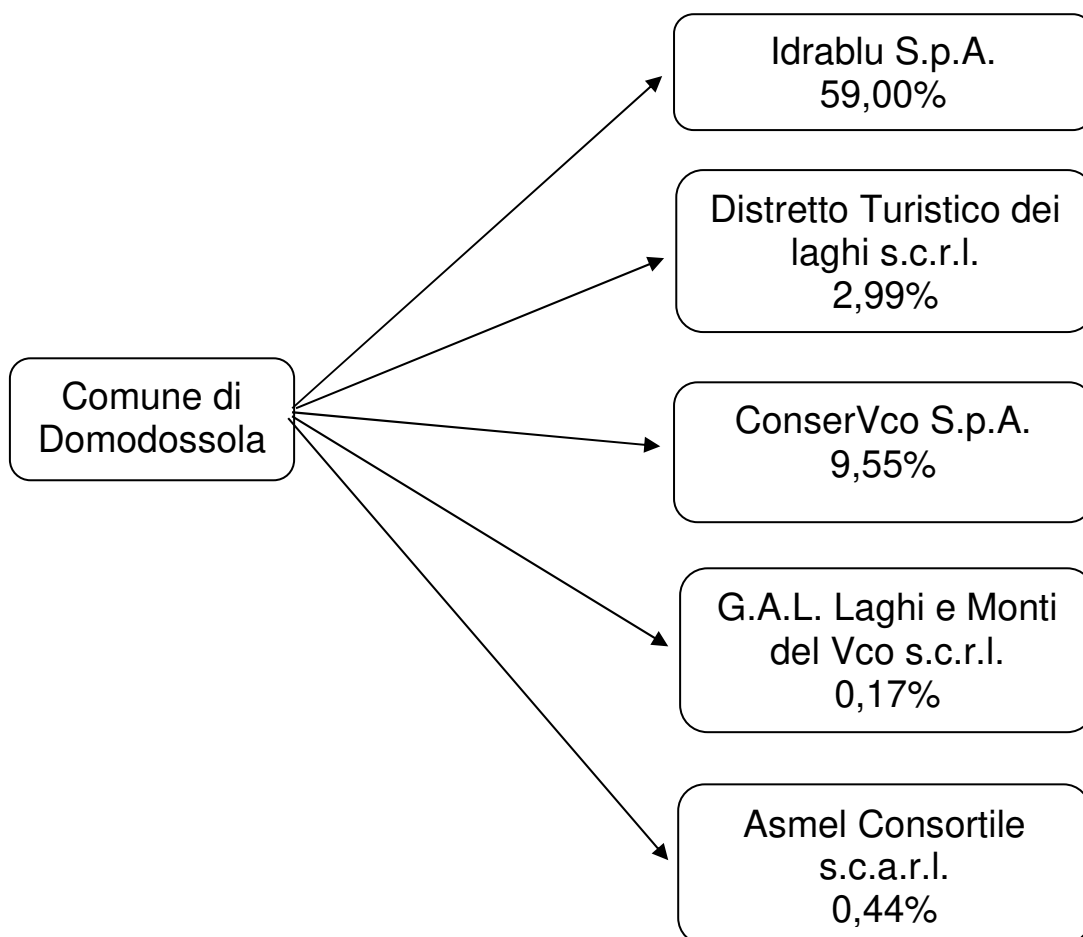 Idrablu S.p.A.
59,00%
Distretto Turistico dei
laghi s.c.r.l.
2,99%
Comune di
Domodossola
ConserVco S.p.A.
9,55%
G.A.L. Laghi e Monti
del Vco s.c.r.l.
0,17%
Asmel Consortile
s.c.a.r.l.
0,44%